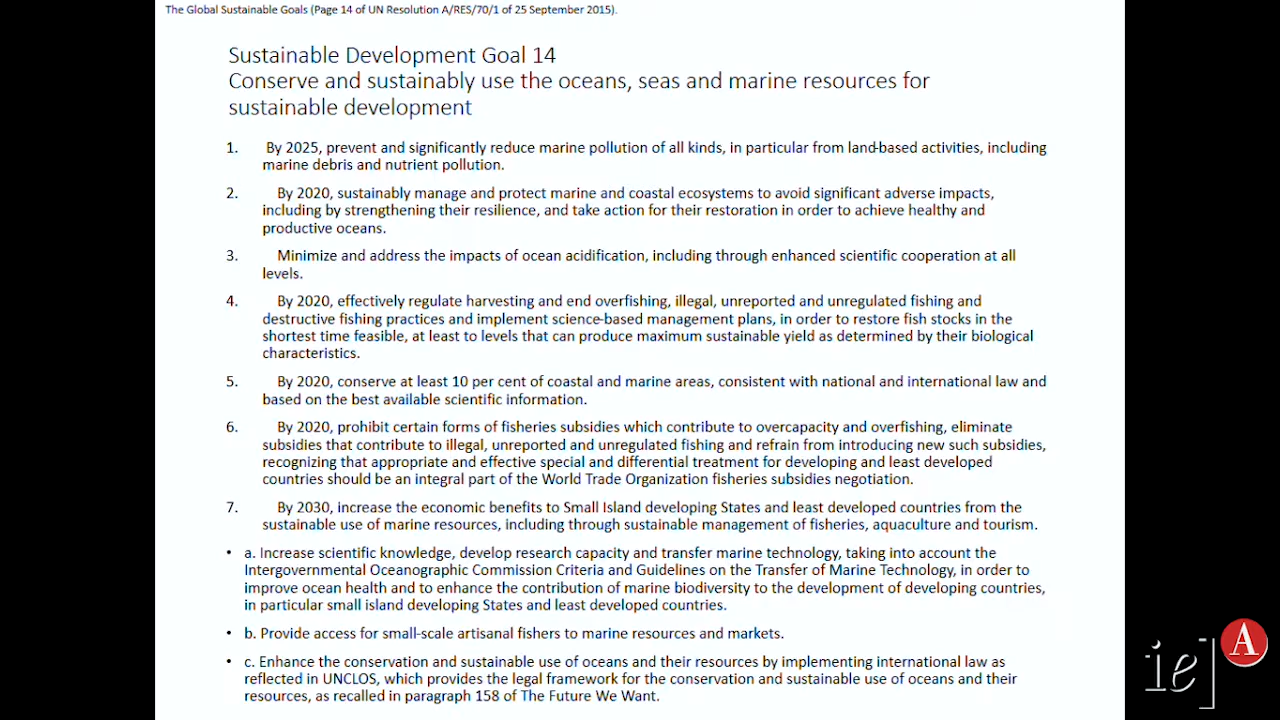 The Global Sustainable Goals (Page 14 of UN Resolution A/RES/70/1 of 25 September 2015).
Sustainable Development Goal 14
Conserve and sustainably use the oceans, seas and marine resources for
sustainable development
1. By 2025, prevent and significantly reduce marine pollution of all kinds, in particular from land-based activities, including
marine debris and nutrient pollution.
2. By 2020, sustainably manage and protect marine and coastal ecosystems to avoid significant adverse impacts,
including by strengthening their resilience, and take action for their restoration in order to achieve healthy and
productive oceans.
3. Minimize and address the impacts of ocean acidification, including through enhanced scientific cooperation at all
levels.
4. By 2020, effectively regulate harvesting and end overfishing, illegal, unreported and unregulated fishing and
destructive fishing practices and implement science-based management plans, in order to restore fish stocks in the
shortest time feasible, at least to levels that can produce maximum sustainable yield as determined by their biological
characteristics.
5. By 2020, conserve at least 10 per cent of coastal and marine areas, consistent with national and international law and
based on the best available scientific information.
6. By 2020, prohibit certain forms of fisheries subsidies which contribute to overcapacity and overfishing, eliminate
subsidies that contribute to illegal, unreported and unregulated fishing and refrain from introducing new such subsidies,
recognizing that appropriate and effective special and differential treatment for developing and least developed
countries should be an integral part of the World Trade Organization fisheries subsidies negotiation.
7. By 2030, increase the economic benefits to Small Island developing States and least developed countries from the
sustainable use of marine resources, including through sustainable management of fisheries, aquaculture and tourism.
• a. Increase scientific knowledge, develop research capacity and transfer marine technology, taking into account the
Intergovernmental Oceanographic Commission Criteria and Guidelines on the Transfer of Marine Technology, in order to
improve ocean health and to enhance the contribution of marine biodiversity to the development of developing countries,
in particular small island developing States and least developed countries.
• b. Provide access for small-scale artisanal fishers to marine resources and markets.
• c. Enhance the conservation and sustainable use of oceans and their resources by implementing international law as
reflected in UNCLOS, which provides the legal framework for the conservation and sustainable use of oceans and their
resources, as recalled in paragraph 158 of The Future We Want.
ie] A